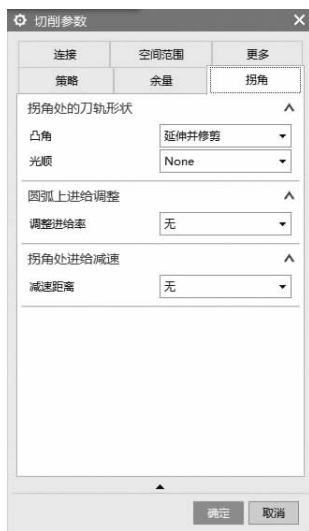 切削参数
连接 空间范围 更多
策略 余量 拐角
拐角处的刀轨形状
凸角 延伸并修剪
光顺 None
圆弧上进给调整
调整进给率 无
拐角处进给减速
减速距离 无
确定 取消